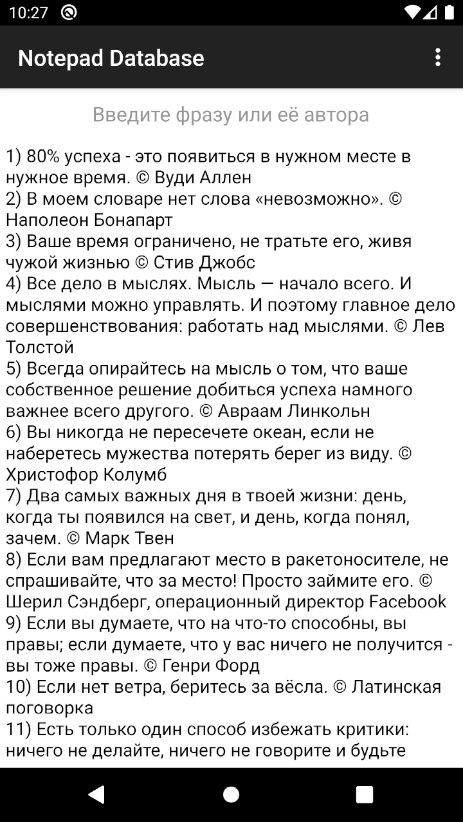 10:27
Notepad Database
Введите фразу или её автора
1) 80% успеха - это появиться в нужном месте в
нужное время. © Вуди Аллен
2) В моем словаре нет слова «невозможно». ©
Наполеон Бонапарт
3) Ваше время ограничено, не тратьте его, живя
чужой жизнью © Стив Джобс
4) Все дело в мыслях. Мысль — начало всего. И
мыслями можно управлять. И поэтому главное дело
совершенствования: работать над мыслями. © Лев
Толстой
5) Всегда опирайтесь на мысль о том, что ваше
собственное решение добиться успеха намного
важнее всего другого. © Авраам Линкольн
6) Вы никогда не пересечете океан, если не
наберетесь мужества потерять берег из виду. ©
Христофор Колумб
7) Два самых важных дня в твоей жизни: день,
когда ты появился на свет, и день, когда понял,
зачем. © Марк Твен
8) Если вам предлагают место в ракетоносителе, не
спрашивайте, что за место! Просто займите его. ©
Шерил Сэндберг, операционный директор Facebook
9) Если вы думаете, что на что-то способны, вы
правы; если думаете, что у вас ничего не получится -
вы тоже правы. © Генри Форд
10) Если нет ветра, беритесь за вёсла. © Латинская
поговорка
11) Есть только один способ избежать критики:
ничего не делайте, ничего не говорите и будьте